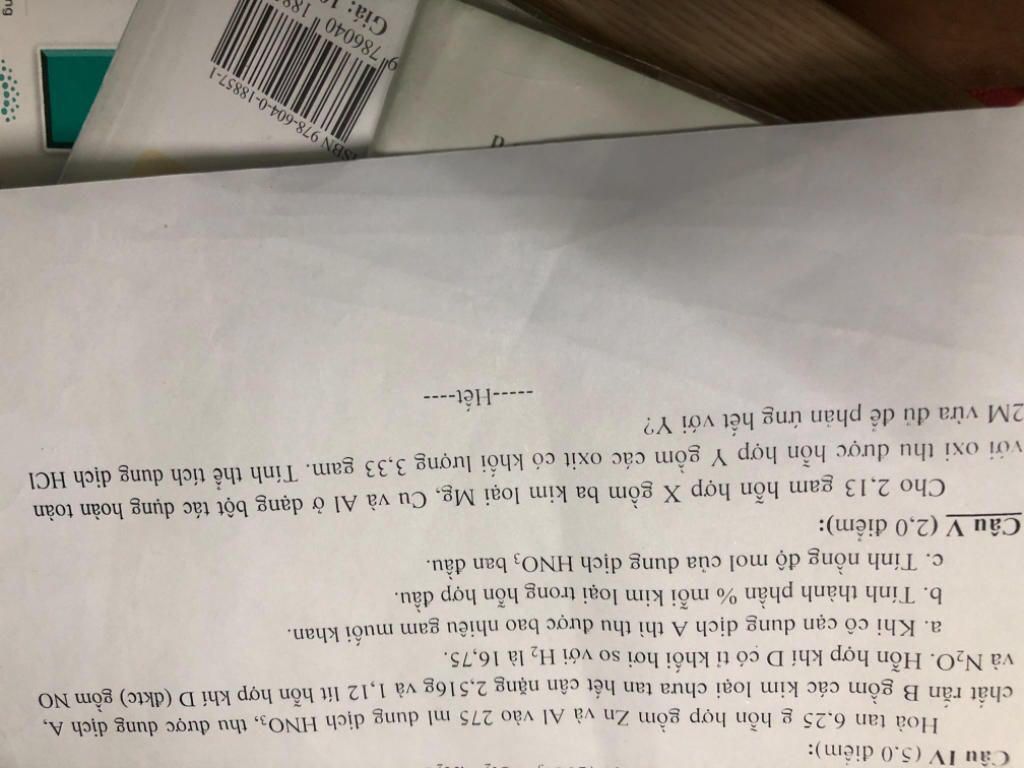 Câu IV (5.0 điểm):
Hoà tan 6,25 g hỗn hợp gồm Zn và Al vào 275 ml dung dịch HNO₃, thu được dung dịch A,
chất rắn B gồm các kim loại chưa tan hết cân nặng 2,516g và 1,12 lít hỗn hợp khí D (đktc) gồm NO
và N₂O. Hỗn hợp khí D có tỉ khối hơi so với H₂ là 16,75.
a. Khi cô cạn dung dịch A thì thu được bao nhiêu gam muối khan.
b. Tính thành phần % mỗi kim loại trong hỗn hợp đầu.
c. Tính nồng độ mol của dung dịch HNO₃ ban đầu.
Câu V (2,0 điểm):
Cho 2,13 gam hỗn hợp X gồm ba kim loại Mg, Cu và Al ở dạng bột tác dụng hoàn toàn
với oxi thu được hỗn hợp Y gồm các oxit có khối lượng 3,33 gam. Tính thể tích dung dịch HCl
2M vừa đủ để phản ứng hết với Y?
-----Hết----
ISBN 978-604-0-18857-1
786040 188
Giá: 1
ng